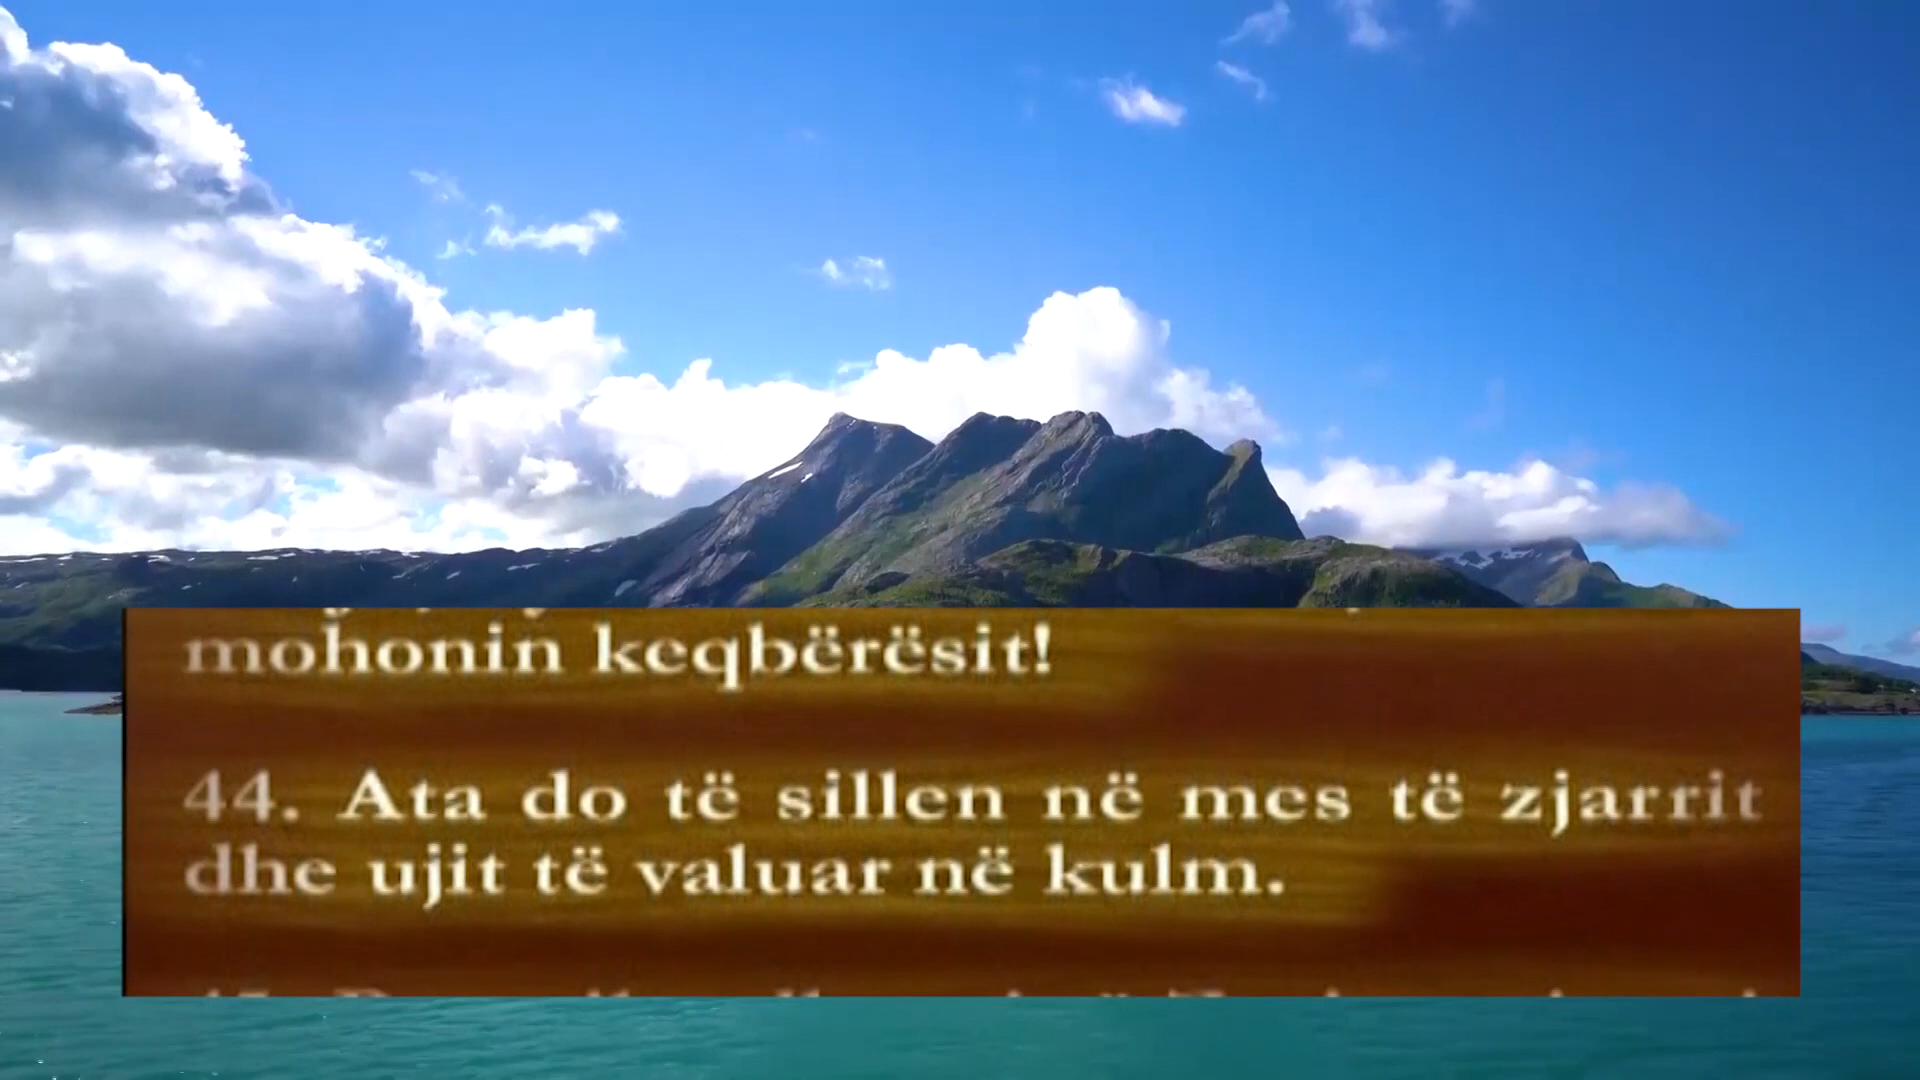 mohonin keqbërësit!
44. Ata do të sillen në mes të zjarrit
dhe ujit të valuar në kulm.